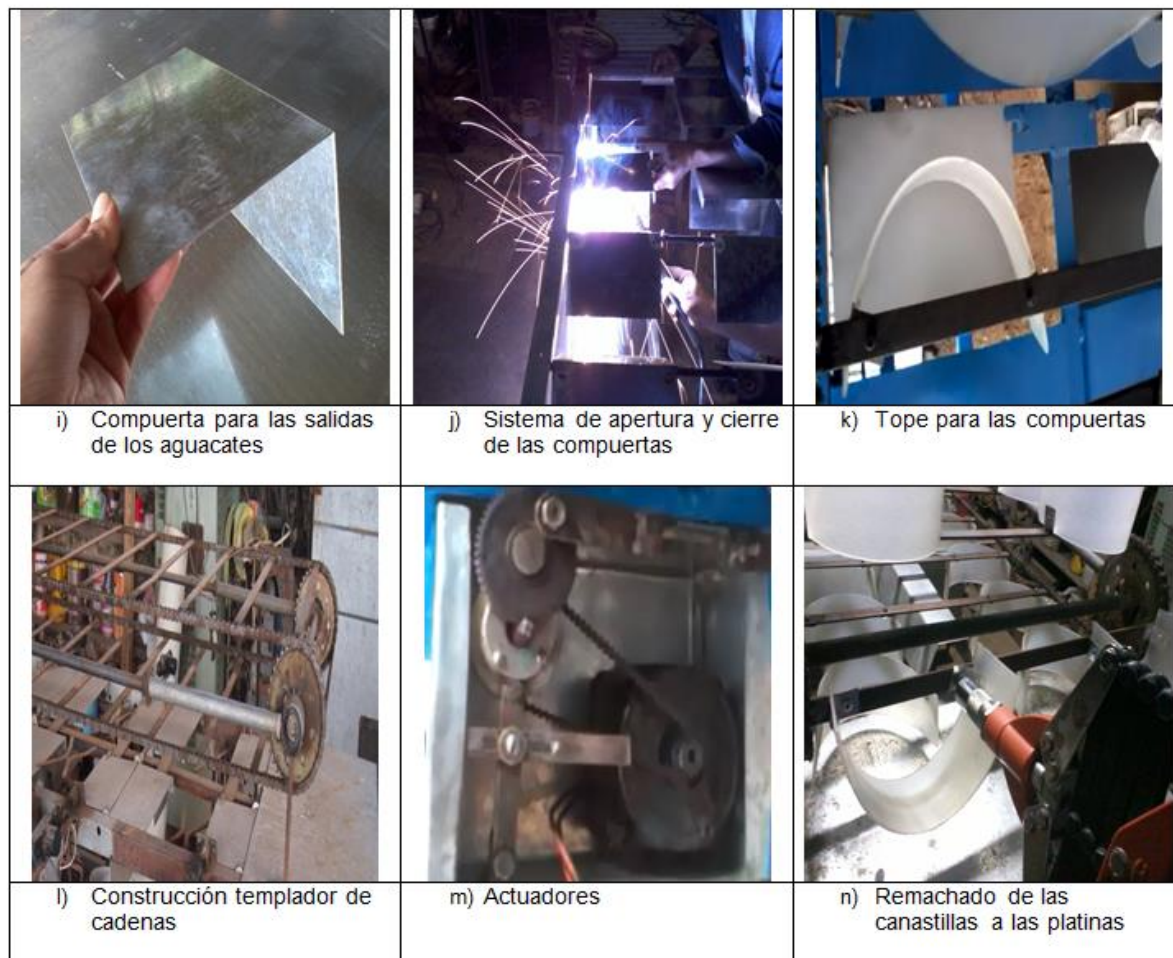 i) Compuerta para las salidas
de los aguacates
j) Sistema de apertura y cierre
de las compuertas
k) Tope para las compuertas
l) Construcción templador de
cadenas
m) Actuadores
n) Remachado de las
canastillas a las platinas